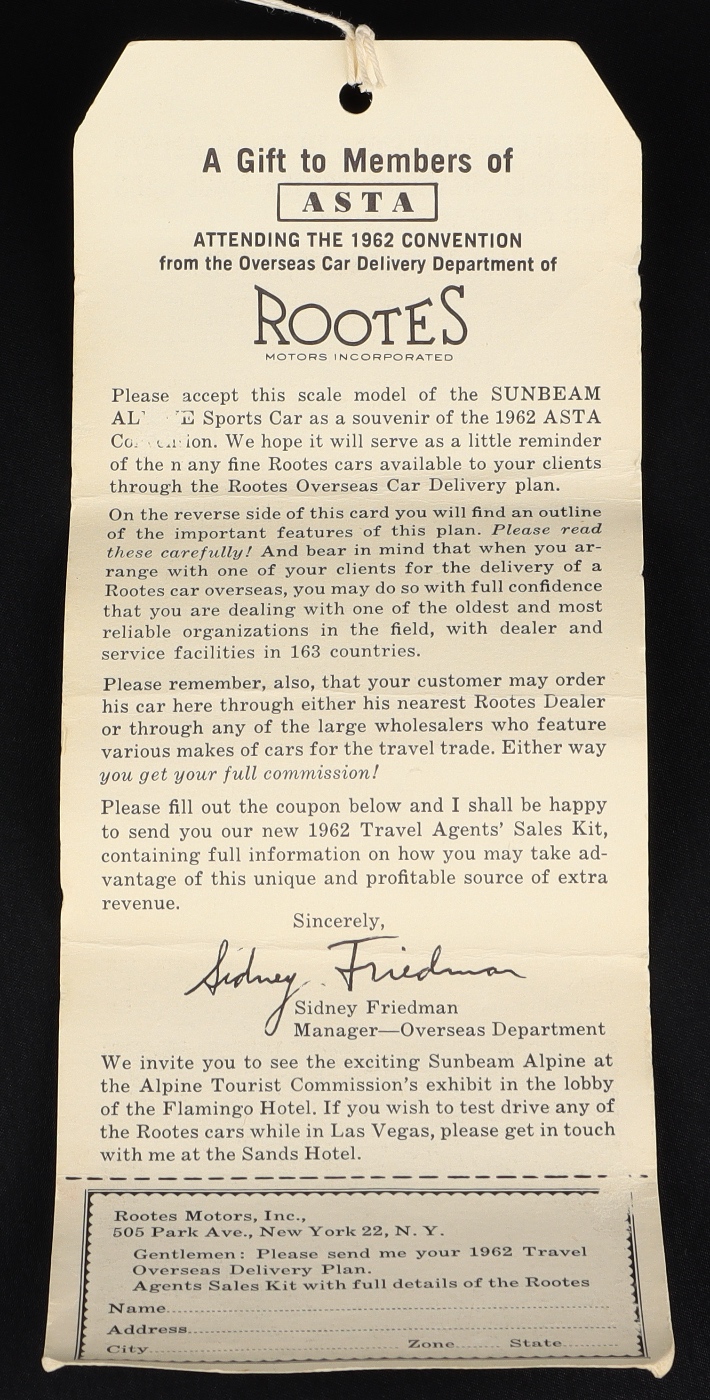 A Gift to Members of
ASTA
ATTENDING THE 1962 CONVENTION
from the Overseas Car Delivery Department of
ROOTES
MOTORS INCORPORATED
Please accept this scale model of the SUNBEAM
AL E Sports Car as a souvenir of the 1962 ASTA
Co ion. We hope it will serve as a little reminder
of the n any fine Rootes cars available to your clients
through the Rootes Overseas Car Delivery plan.
On the reverse side of this card you will find an outline
of the important features of this plan. Please read
these carefully! And bear in mind that when you ar-
range with one of your clients for the delivery of a
Rootes car overseas, you may do so with full confidence
that you are dealing with one of the oldest and most
reliable organizations in the field, with dealer and
service facilities in 163 countries.
Please remember, also, that your customer may order
his car here through either his nearest Rootes Dealer
or through any of the large wholesalers who feature
various makes of cars for the travel trade. Either way
you get your full commission!
Please fill out the coupon below and I shall be happy
to send you our new 1962 Travel Agents' Sales Kit,
containing full information on how you may take ad-
vantage of this unique and profitable source of extra
revenue.
Sincerely,
Sidney Friedman
Sidney Friedman
Manager—Overseas Department
We invite you to see the exciting Sunbeam Alpine at
the Alpine Tourist Commission's exhibit in the lobby
of the Flamingo Hotel. If you wish to test drive any of
the Rootes cars while in Las Vegas, please get in touch
with me at the Sands Hotel.
Rootes Motors, Inc.,
505 Park Ave., New York 22, N. Y.
Gentlemen: Please send me your 1962 Travel
Overseas Delivery Plan.
Agents Sales Kit with full details of the Rootes
Name
Address
City Zone State